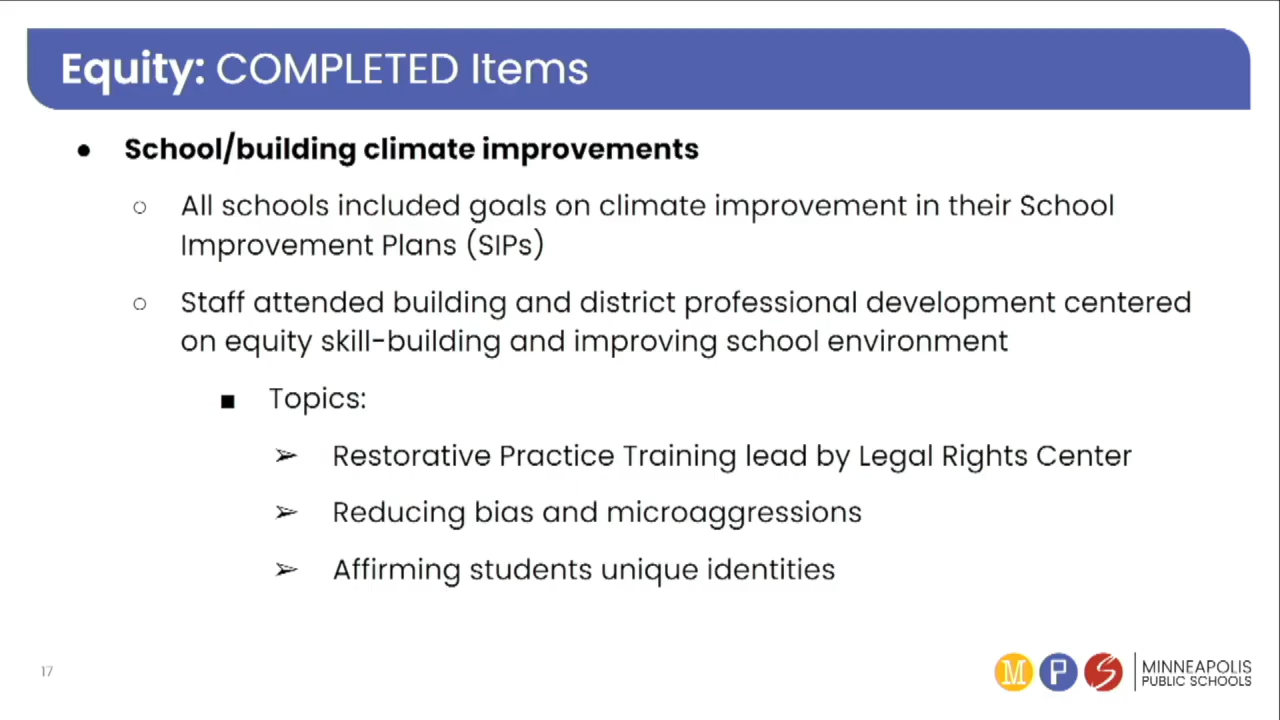 Equity: COMPLETED Items
● School/building climate improvements
○ All schools included goals on climate improvement in their School
Improvement Plans (SIPs)
○ Staff attended building and district professional development centered
on equity skill-building and improving school environment
■ Topics:
➢ Restorative Practice Training lead by Legal Rights Center
➢ Reducing bias and microaggressions
➢ Affirming students unique identities
17
M P S MINNEAPOLIS
PUBLIC SCHOOLS